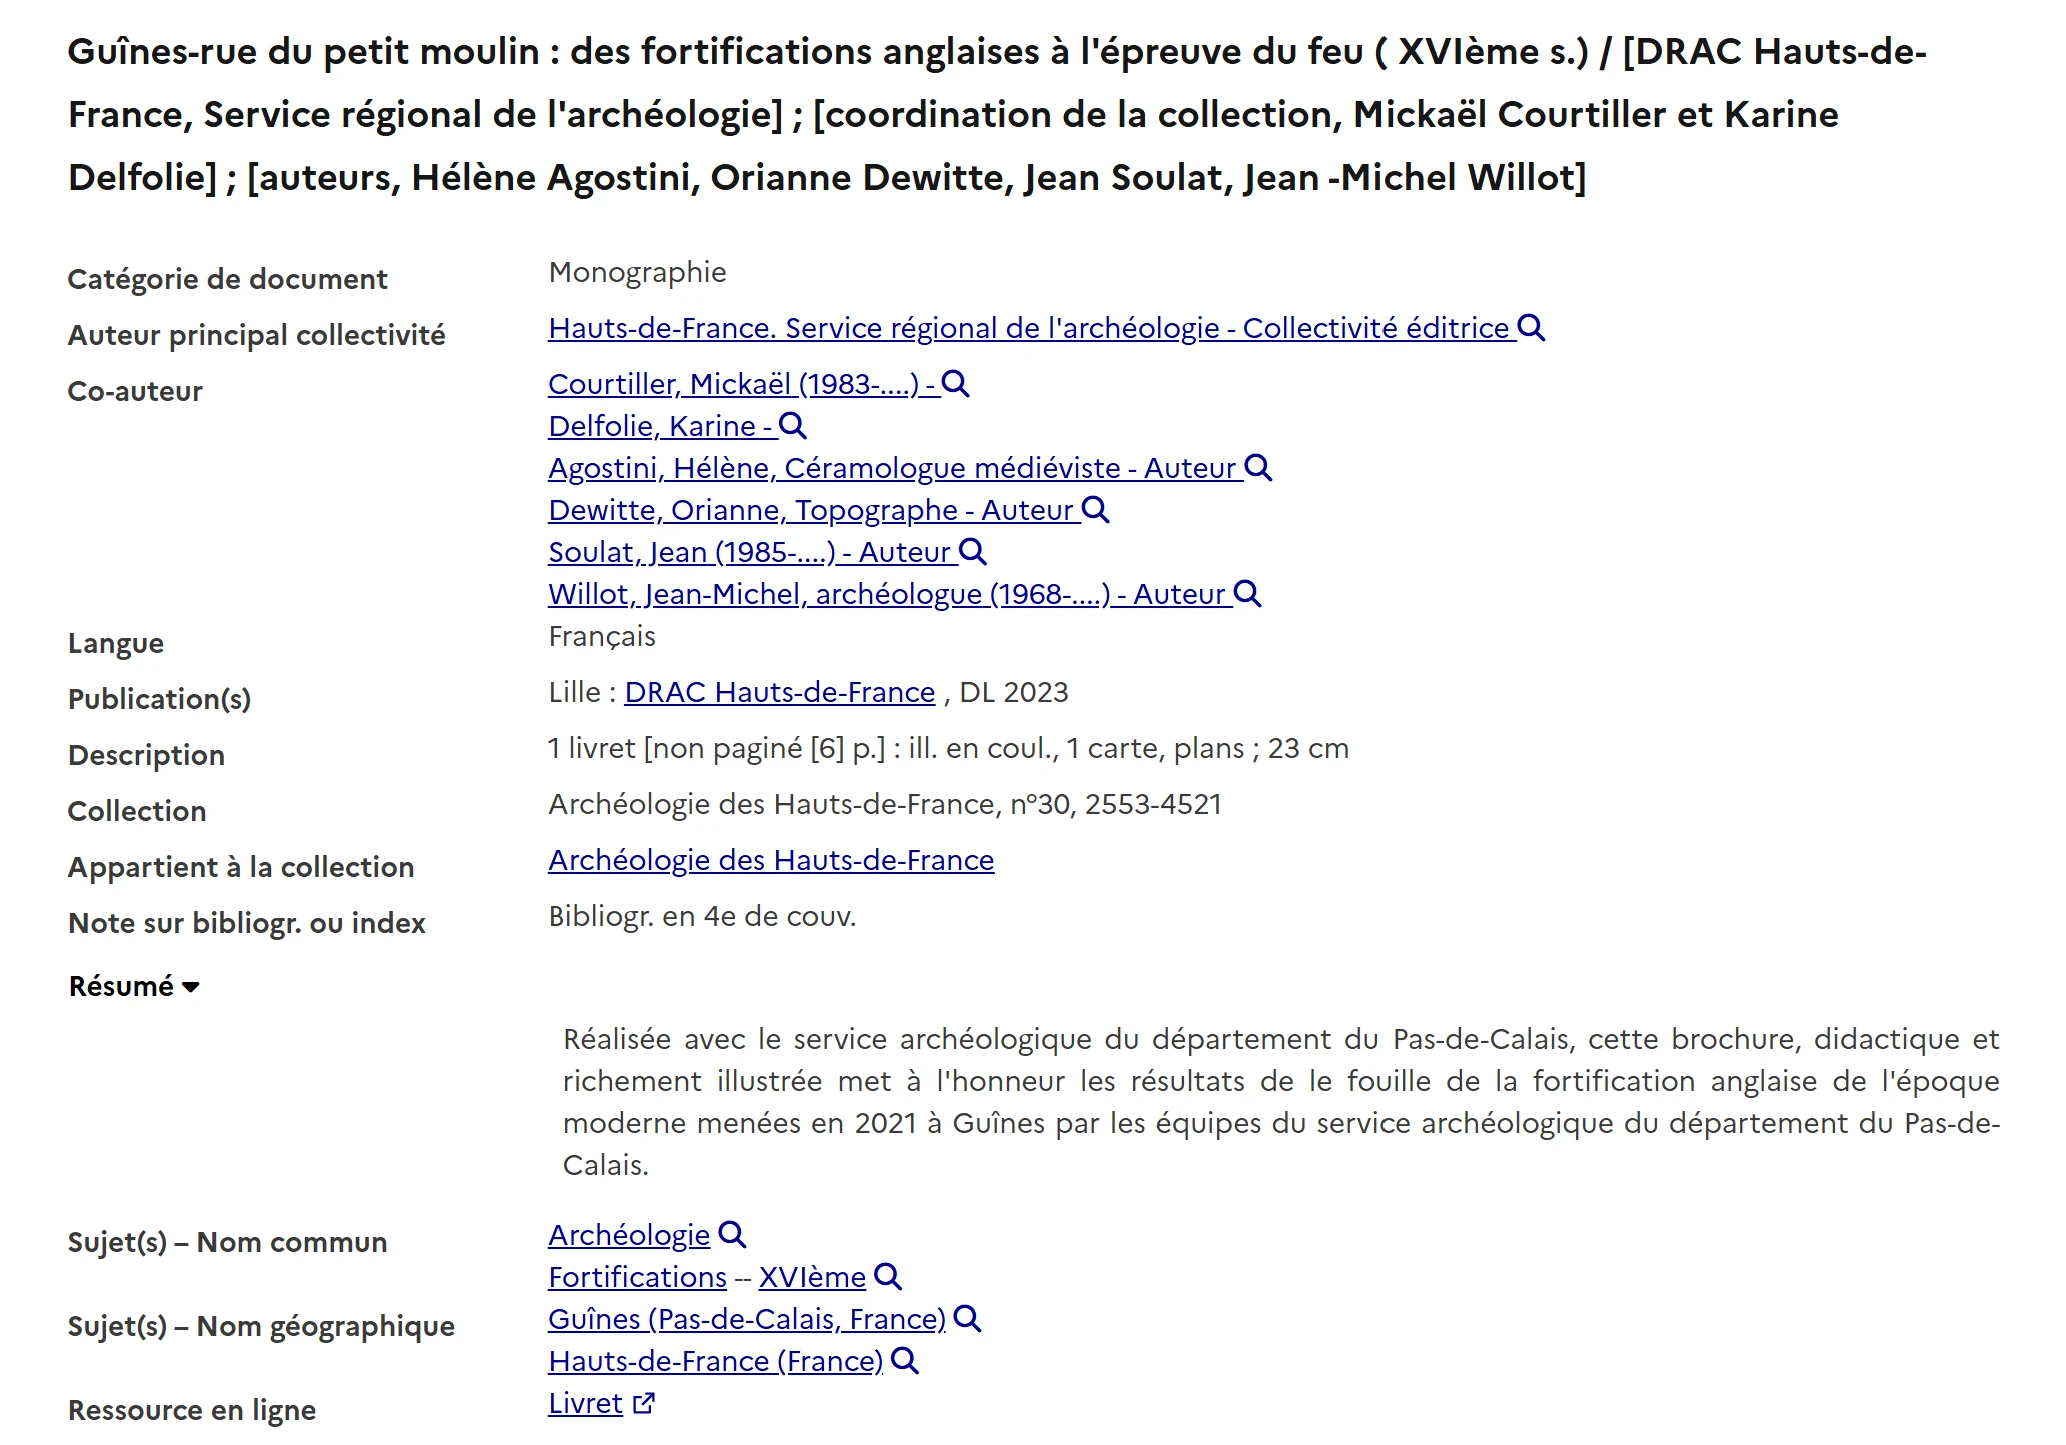 Guînes-rue du petit moulin : des fortifications anglaises à l'épreuve du feu ( XVIème s.) / [DRAC Hauts-de-
France, Service régional de l'archéologie] ; [coordination de la collection, Mickaël Courtiller et Karine
Delfolie] ; [auteurs, Hélène Agostini, Orianne Dewitte, Jean Soulat, Jean -Michel Willot]
Catégorie de document Monographie
Auteur principal collectivité Hauts-de-France. Service régional de l'archéologie - Collectivité éditrice
Co-auteur Courtiller, Mickaël (1983-....) -
Delfolie, Karine -
Agostini, Hélène, Céramologue médiéviste - Auteur
Dewitte, Orianne, Topographe - Auteur
Soulat, Jean (1985-....) - Auteur
Willot, Jean-Michel, archéologue (1968-....) - Auteur
Langue Français
Publication(s) Lille : DRAC Hauts-de-France , DL 2023
Description 1 livret [non paginé [6] p.] : ill. en coul., 1 carte, plans ; 23 cm
Collection Archéologie des Hauts-de-France, n°30, 2553-4521
Appartient à la collection Archéologie des Hauts-de-France
Note sur bibliogr. ou index Bibliogr. en 4e de couv.
Résumé
Réalisée avec le service archéologique du département du Pas-de-Calais, cette brochure, didactique et
richement illustrée met à l'honneur les résultats de le fouille de la fortification anglaise de l'époque
moderne menées en 2021 à Guînes par les équipes du service archéologique du département du Pas-de-
Calais.
Sujet(s) – Nom commun Archéologie
Fortifications -- XVIème
Sujet(s) – Nom géographique Guînes (Pas-de-Calais, France)
Hauts-de-France (France)
Ressource en ligne Livret